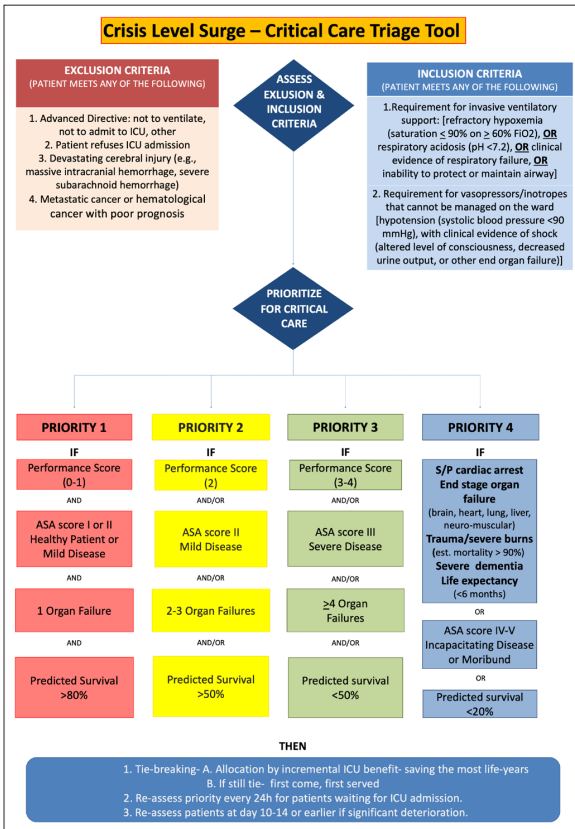 Crisis Level Surge – Critical Care Triage Tool
EXCLUSION CRITERIA
(PATIENT MEETS ANY OF THE FOLLOWING)
1. Advanced Directive: not to ventilate,
not to admit to ICU, other
2. Patient refuses ICU admission
3. Devastating cerebral injury (e.g.,
massive intracranial hemorrhage, severe
subarachnoid hemorrhage)
4. Metastatic cancer or hematological
cancer with poor prognosis
ASSESS
EXLUSION &
INCLUSION
CRITERIA
INCLUSION CRITERIA
(PATIENT MEETS ANY OF THE FOLLOWING)
1.Requirement for invasive ventilatory
support: [refractory hypoxemia
(saturation ≤ 90% on ≥ 60% FiO2), OR
respiratory acidosis (pH <7.2), OR clinical
evidence of respiratory failure, OR
inability to protect or maintain airway]
2. Requirement for vasopressors/inotropes
that cannot be managed on the ward
[hypotension (systolic blood pressure <90
mmHg), with clinical evidence of shock
(altered level of consciousness, decreased
urine output, or other end organ failure)]
PRIORITIZE
FOR CRITICAL
CARE
PRIORITY 1
IF
Performance Score
(0-1)
AND
ASA score I or II
Healthy Patient or
Mild Disease
AND
1 Organ Failure
AND
Predicted Survival
>80%
PRIORITY 2
IF
Performance Score
(2)
AND/OR
ASA score II
Mild Disease
AND/OR
2-3 Organ Failures
AND/OR
Predicted Survival
>50%
PRIORITY 3
IF
Performance Score
(3-4)
AND/OR
ASA score III
Severe Disease
AND/OR
≥4 Organ
Failures
AND/OR
Predicted survival
<50%
PRIORITY 4
IF
S/P cardiac arrest
End stage organ
failure
(brain, heart, lung, liver,
neuro-muscular)
Trauma/severe burns
(est. mortality > 90%)
Severe dementia
Life expectancy
(<6 months)
OR
ASA score IV-V
Incapacitating Disease
or Moribund
OR
Predicted survival
<20%
THEN
1. Tie-breaking- A. Allocation by incremental ICU benefit- saving the most life-years
B. If still tie- first come, first served
2. Re-assess priority every 24h for patients waiting for ICU admission.
3. Re-assess patients at day 10-14 or earlier if significant deterioration.